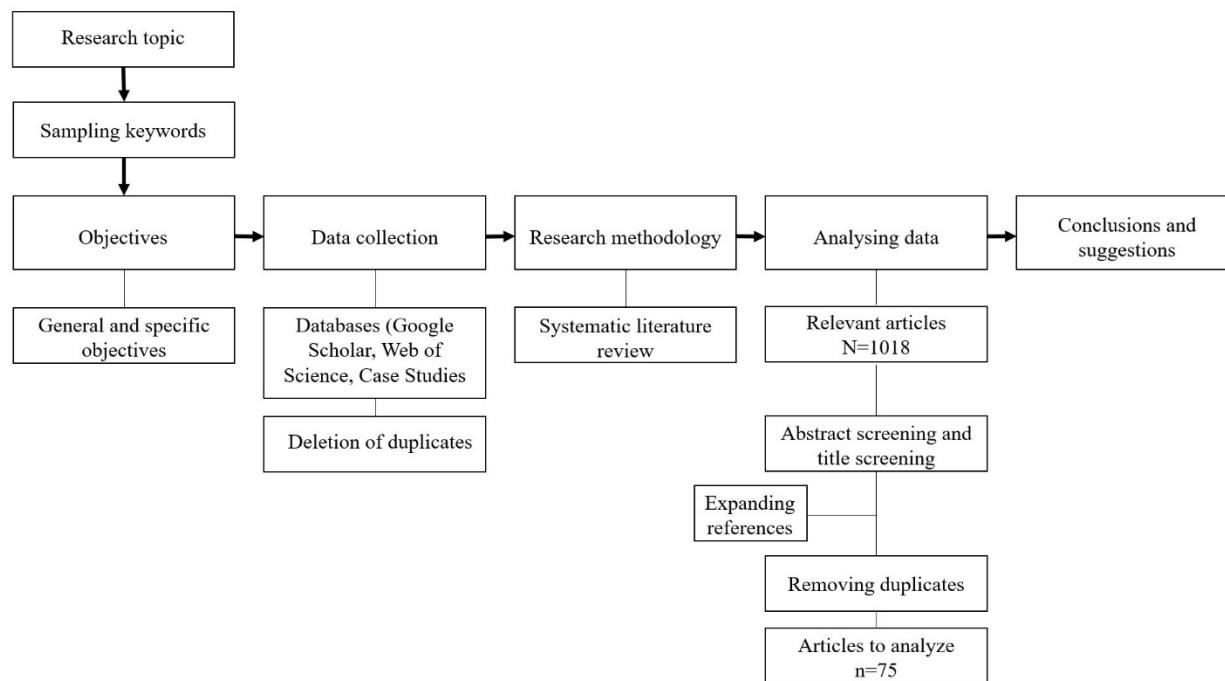 Research topic
Sampling keywords
Objectives
Data collection
Research methodology
Analysing data
Conclusions and
suggestions
General and specific
objectives
Databases (Google
Scholar, Web of
Science, Case Studies
Deletion of duplicates
Systematic literature
review
Relevant articles
N=1018
Abstract screening and
title screening
Expanding
references
Removing duplicates
Articles to analyze
n=75